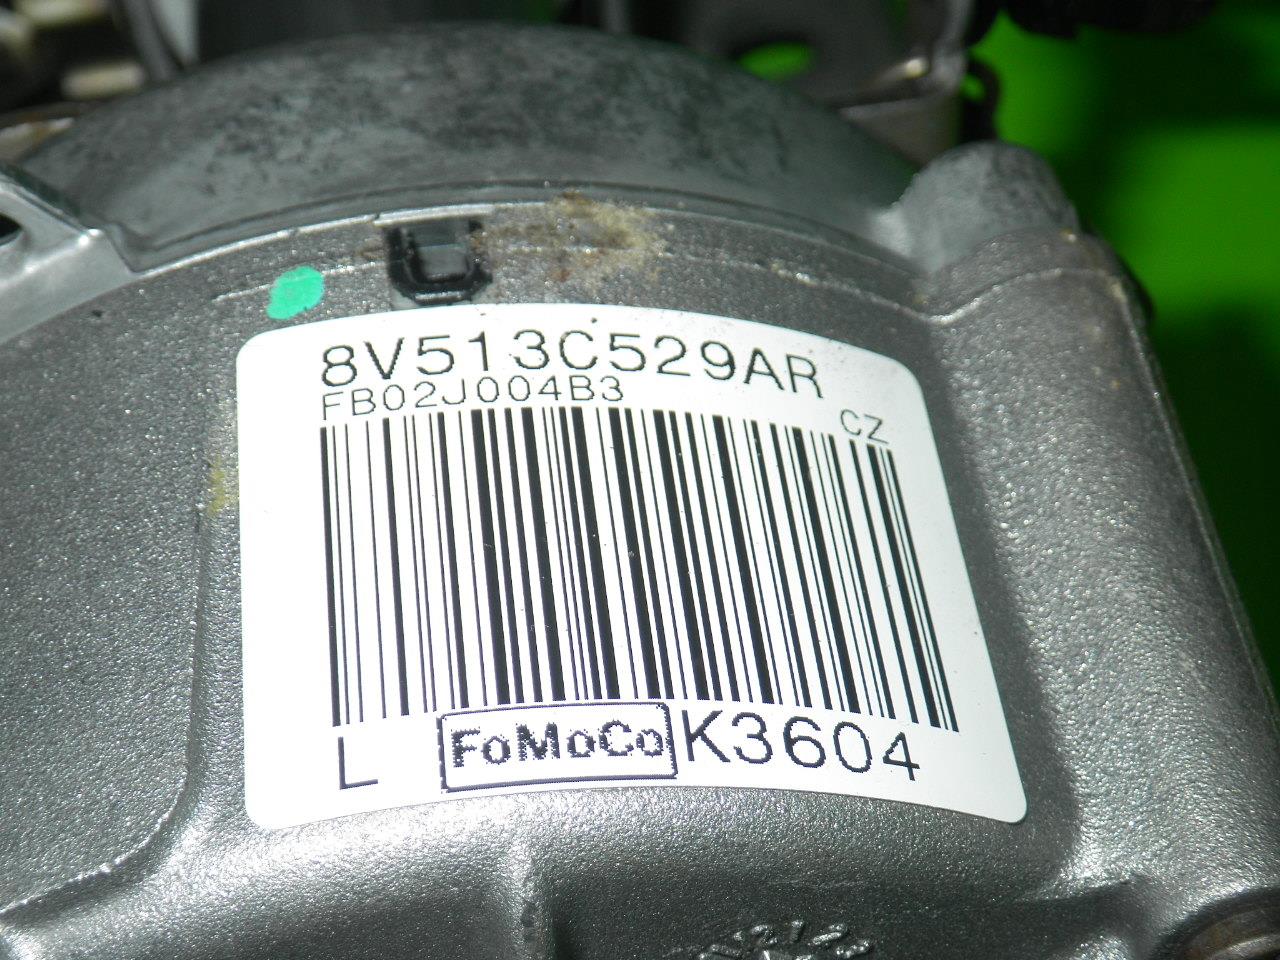 8V513C529AR
FB02J004B3
CZ
L FoMoCo K3604